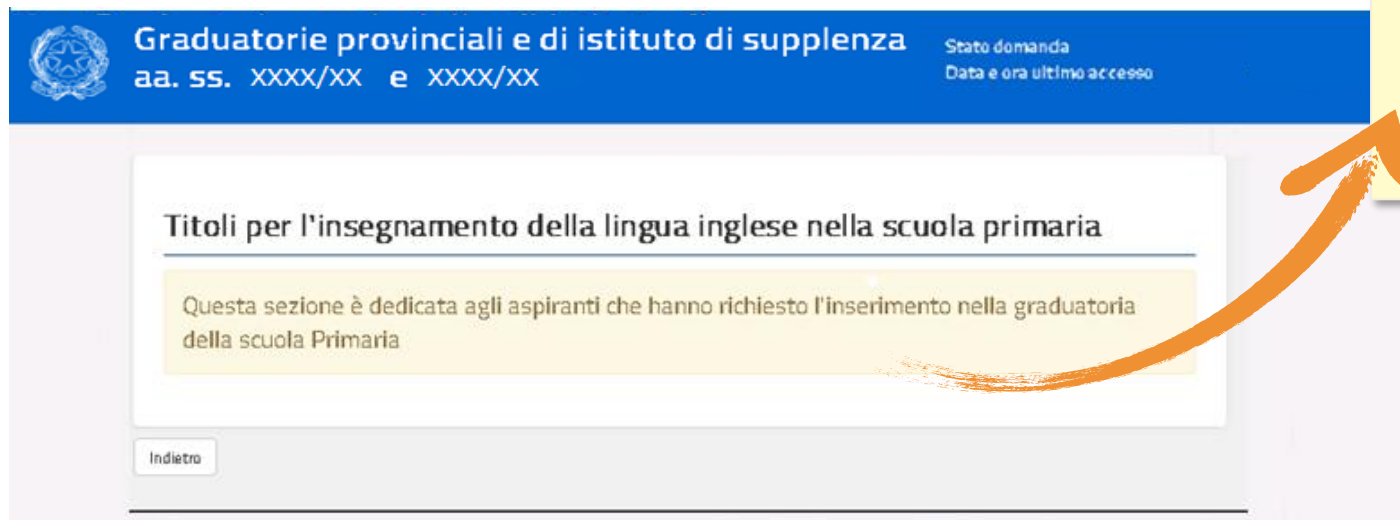 Graduatorie provinciali e di istituto di supplenza
aa. ss. XXXX/XX e XXXX/XX
Stato domanda
Data e ora ultimo accesso
Titoli per l'insegnamento della lingua inglese nella scuola primaria
Questa sezione è dedicata agli aspiranti che hanno richiesto l'inserimento nella graduatoria
della scuola Primaria
Indietro